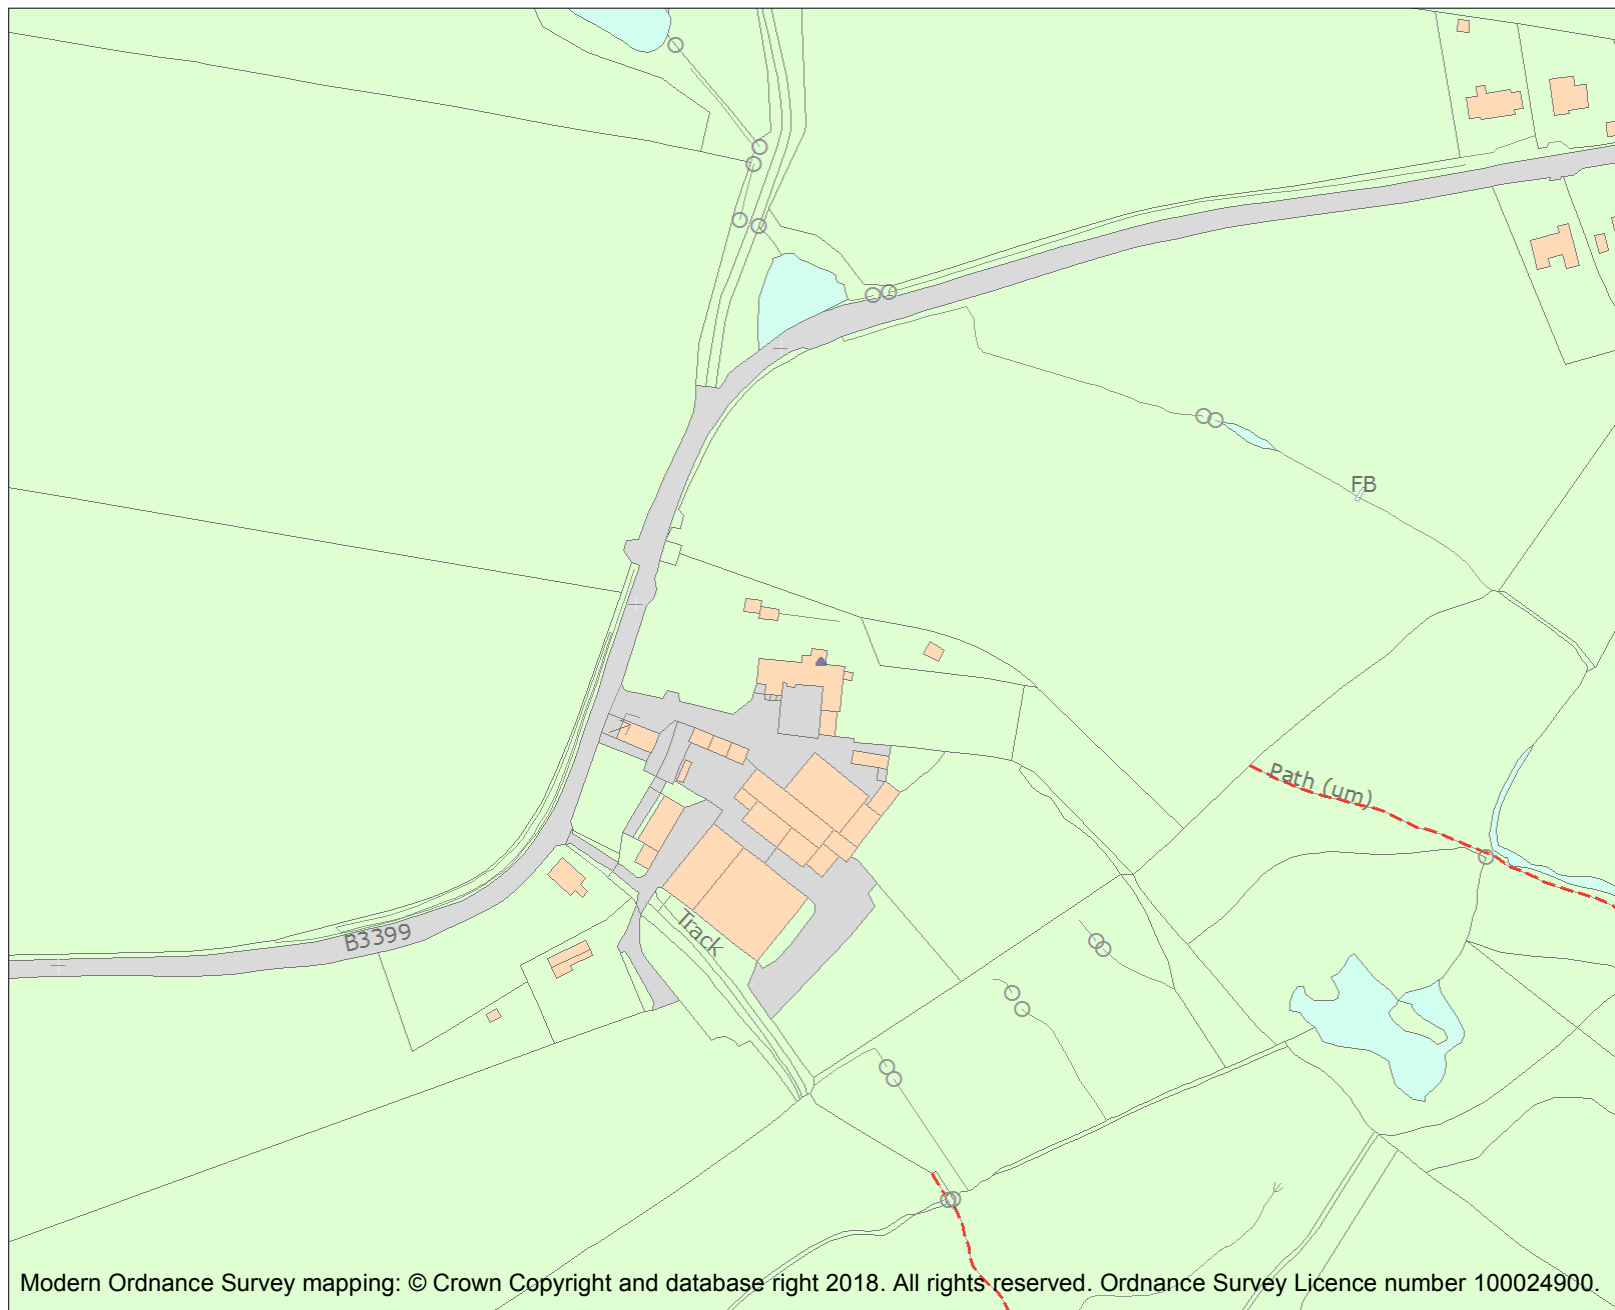 FB
Path (um)
Track
B3399
Modern Ordnance Survey mapping: © Crown Copyright and database right 2018. All rights reserved. Ordnance Survey Licence number 100024900.